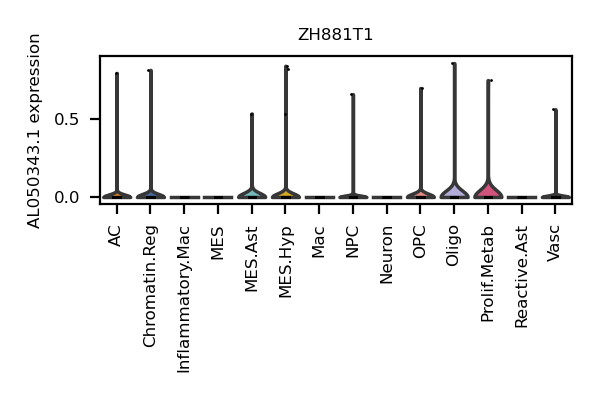 ZH881T1
AL050343.1 expression
0.5
0.0
AC
Chromatin.Reg
Inflammatory.Mac
MES
MES.Ast
MES.Hyp
Mac
NPC
Neuron
OPC
Oligo
Prolif.Metab
Reactive.Ast
Vasc